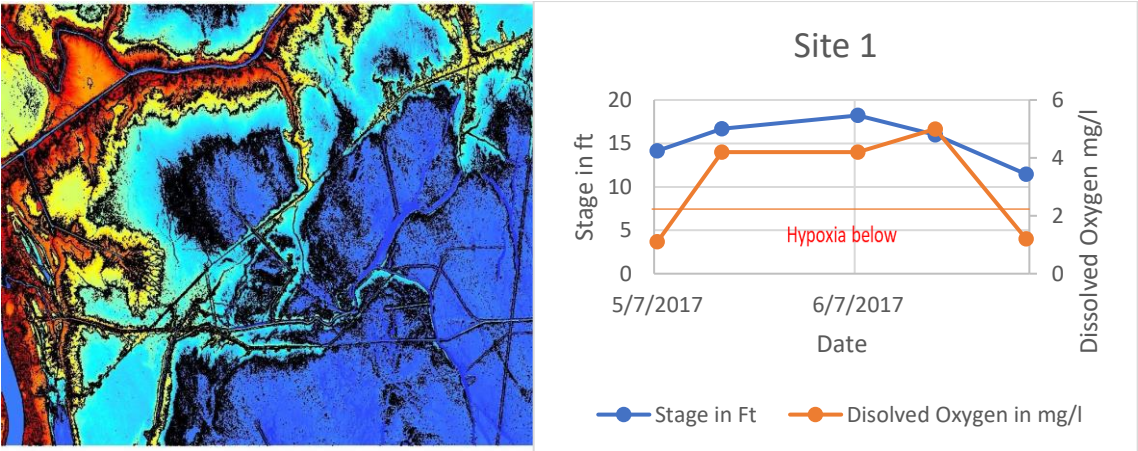 Site 1
20
15
10
5
0
Stage in ft
6
4
2
0
Dissolved Oxygen mg/l
Hypoxia below
5/7/2017
6/7/2017
Date
Stage in Ft
Disolved Oxygen in mg/l